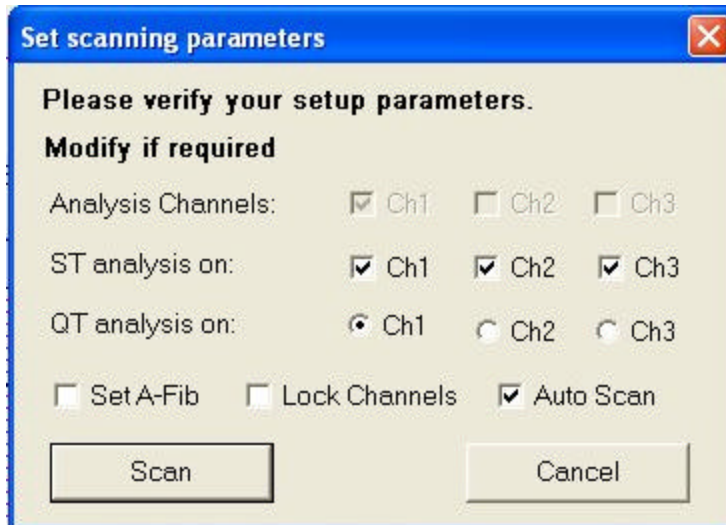 Set scanning parameters
Please verify your setup parameters.
Modify if required
Analysis Channels: Ch1 Ch2 Ch3
ST analysis on: Ch1 Ch2 Ch3
QT analysis on: Ch1 Ch2 Ch3
Set A-Fib Lock Channels Auto Scan
Scan Cancel